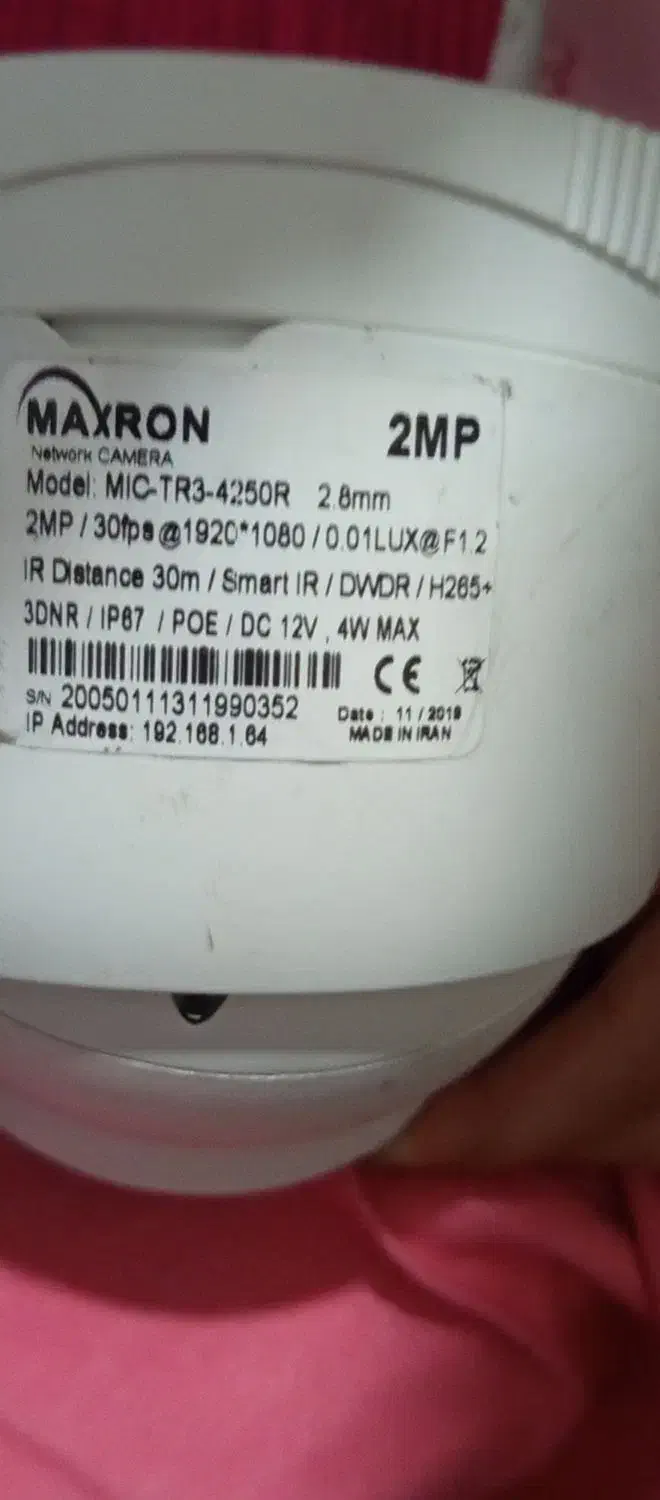 MAXRON 2MP
Network CAMERA
Model: MIC-TR3-4250R 2.8mm
2MP / 30fps@1920*1080 / 0.01LUX@F1.2
IR Distance 30m / Smart IR / DWDR / H265+
3DNR / IP67 / POE / DC 12V , 4W MAX
CE
S/N 20050111311990352 Date : 11 / 2019
IP Address: 192.168.1.64 MADE IN IRAN